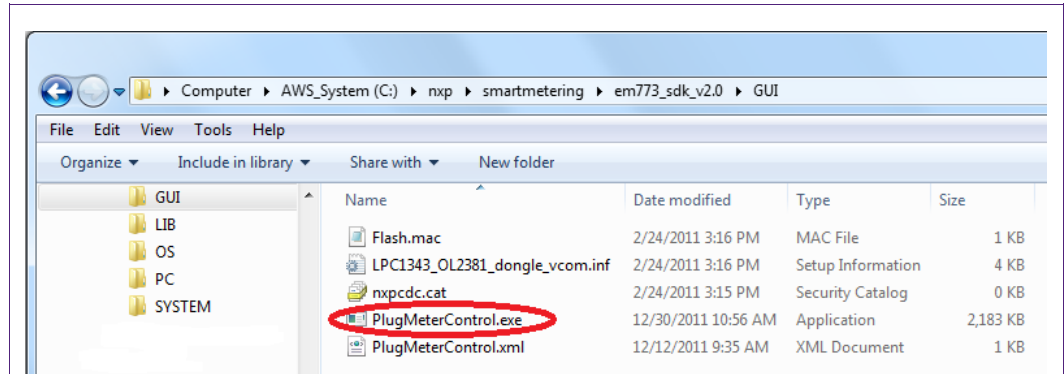 Computer AWS_System (C:) nxp smartmetering em773_sdk_v2.0 GUI
File Edit View Tools Help
Organize Include in library Share with New folder
GUI
LIB
OS
PC
SYSTEM
Name Date modified Type Size
Flash.mac 2/24/2011 3:16 PM MAC File 1 KB
LPC1343_OL2381_dongle_vcom.inf 2/24/2011 3:16 PM Setup Information 4 KB
nxpcdc.cat 2/24/2011 3:15 PM Security Catalog 0 KB
PlugMeterControl.exe 12/30/2011 10:56 AM Application 2,183 KB
PlugMeterControl.xml 12/12/2011 9:35 AM XML Document 1 KB